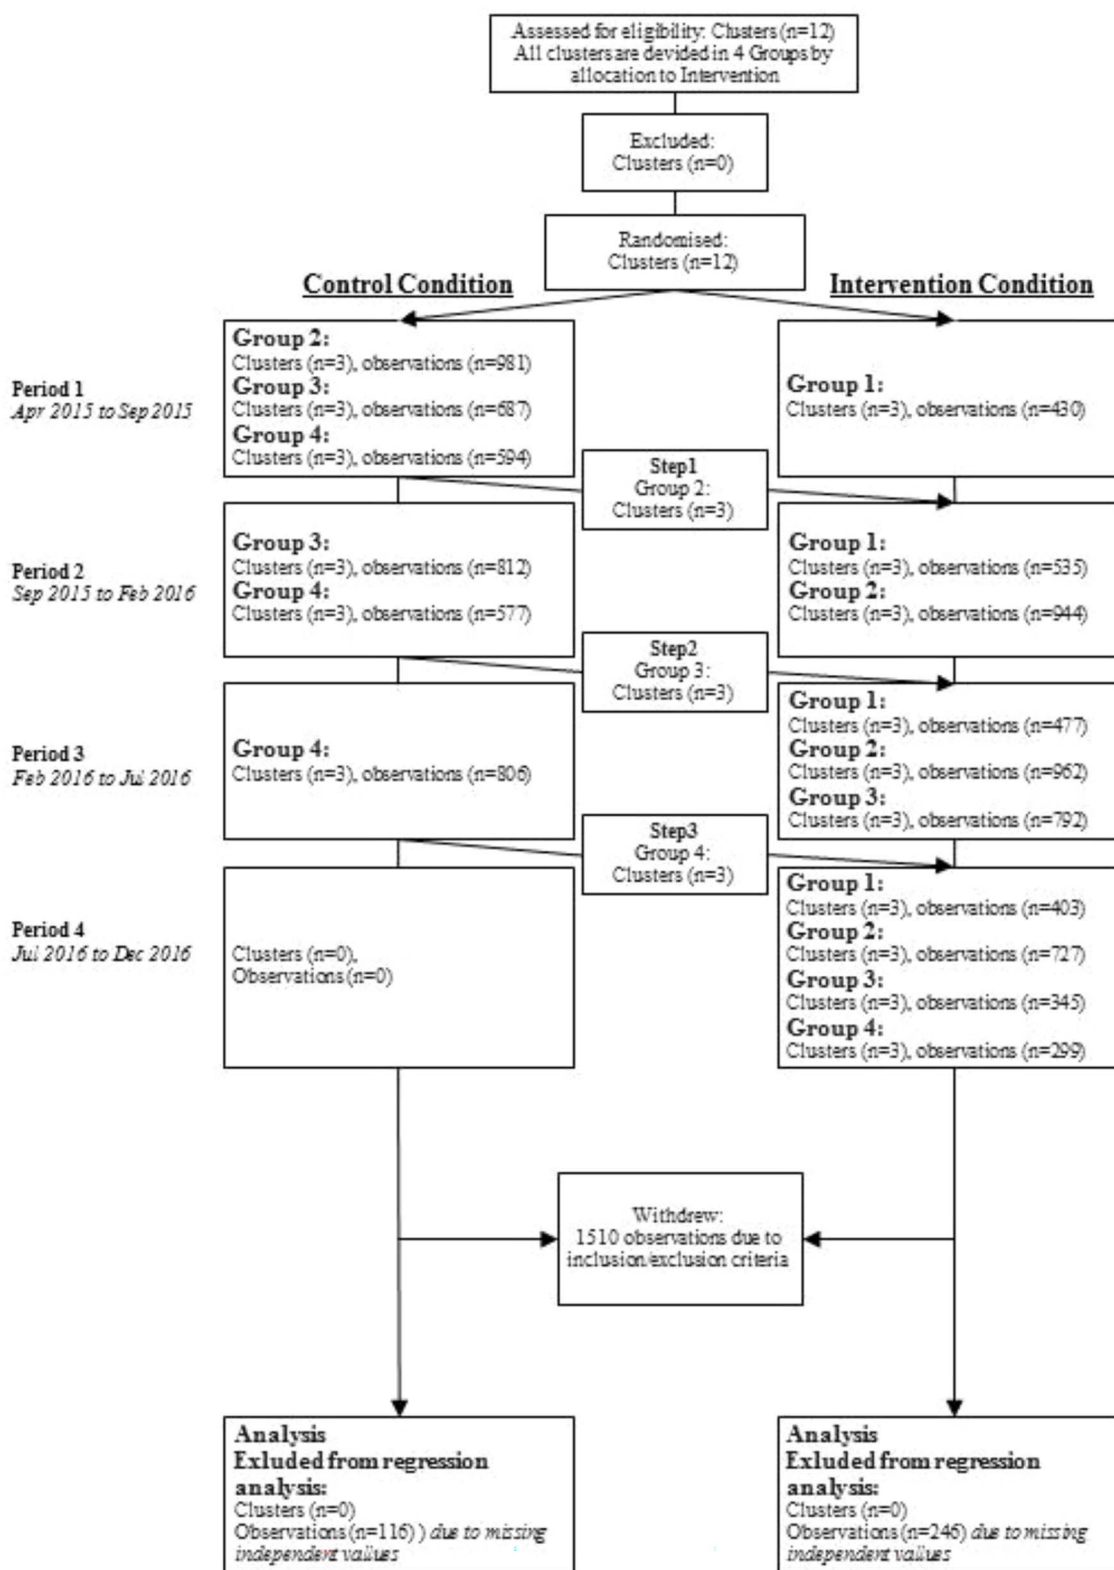 Assessed for eligibility: Clusters (n=12)
All clusters are devided in 4 Groups by
allocation to Intervention
Excluded:
Clusters (n=0)
Randomised:
Clusters (n=12)
Control Condition
Intervention Condition
Period 1
Apr 2015 to Sep 2015
Group 2:
Clusters (n=3), observations (n=981)
Group 3:
Clusters (n=3), observations (n=687)
Group 4:
Clusters (n=3), observations (n=594)
Group 1:
Clusters (n=3), observations (n=430)
Step1
Group 2:
Clusters (n=3)
Period 2
Sep 2015 to Feb 2016
Group 3:
Clusters (n=3), observations (n=812)
Group 4:
Clusters (n=3), observations (n=577)
Group 1:
Clusters (n=3), observations (n=535)
Group 2:
Clusters (n=3), observations (n=944)
Step2
Group 3:
Clusters (n=3)
Period 3
Feb 2016 to Jul 2016
Group 4:
Clusters (n=3), observations (n=806)
Group 1:
Clusters (n=3), observations (n=477)
Group 2:
Clusters (n=3), observations (n=962)
Group 3:
Clusters (n=3), observations (n=792)
Step3
Group 4:
Clusters (n=3)
Period 4
Jul 2016 to Dec 2016
Clusters (n=0),
Observations (n=0)
Group 1:
Clusters (n=3), observations (n=403)
Group 2:
Clusters (n=3), observations (n=727)
Group 3:
Clusters (n=3), observations (n=345)
Group 4:
Clusters (n=3), observations (n=299)
Withdrew:
1510 observations due to
inclusion/exclusion criteria
Analysis
Exluded from regression
analysis:
Clusters (n=0)
Observations (n=116) ) due to missing
independent vallues
Analysis
Exluded from regression
analysis:
Clusters (n=0)
Observations (n=246) due to missing
independent vallues